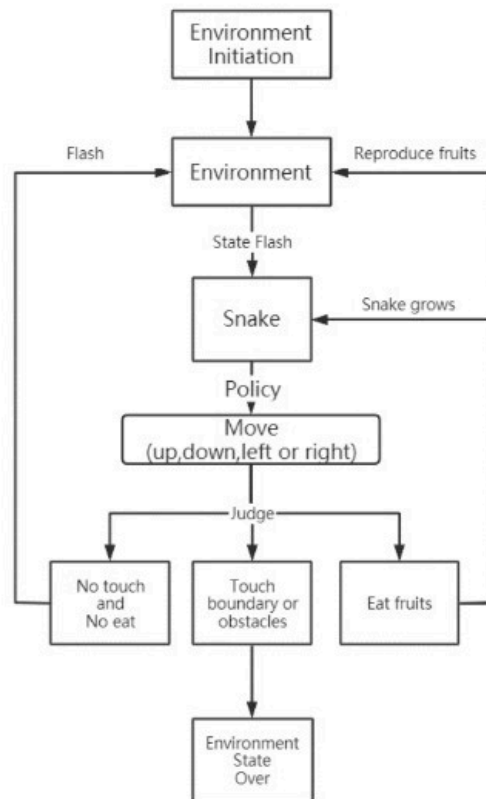 Environment
Initiation
Flash
Reproduce fruits
Environment
State Flash
Snake
Snake grows
Policy
Move
(up,down,left or right)
Judge
No touch
and
No eat
Touch
boundary or
obstacles
Eat fruits
Environment
State
Over